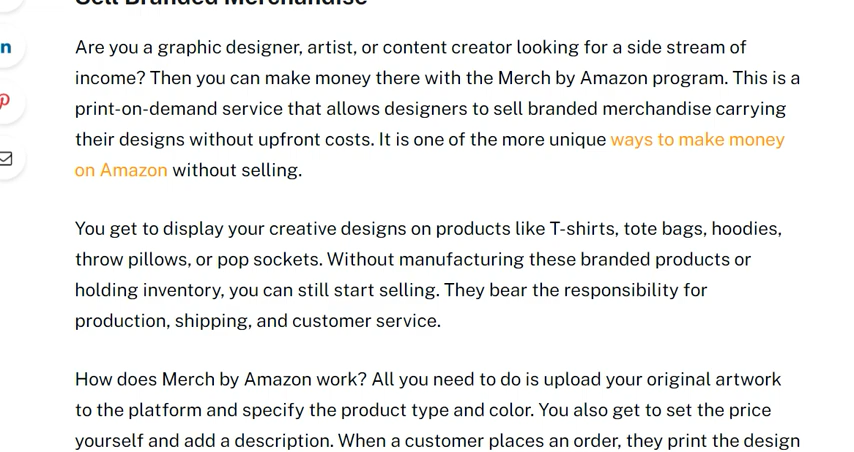 Sell Branded Merchandise
Are you a graphic designer, artist, or content creator looking for a side stream of
income? Then you can make money there with the Merch by Amazon program. This is a
print-on-demand service that allows designers to sell branded merchandise carrying
their designs without upfront costs. It is one of the more unique ways to make money
on Amazon without selling.
You get to display your creative designs on products like T-shirts, tote bags, hoodies,
throw pillows, or pop sockets. Without manufacturing these branded products or
holding inventory, you can still start selling. They bear the responsibility for
production, shipping, and customer service.
How does Merch by Amazon work? All you need to do is upload your original artwork
to the platform and specify the product type and color. You also get to set the price
yourself and add a description. When a customer places an order, they print the design